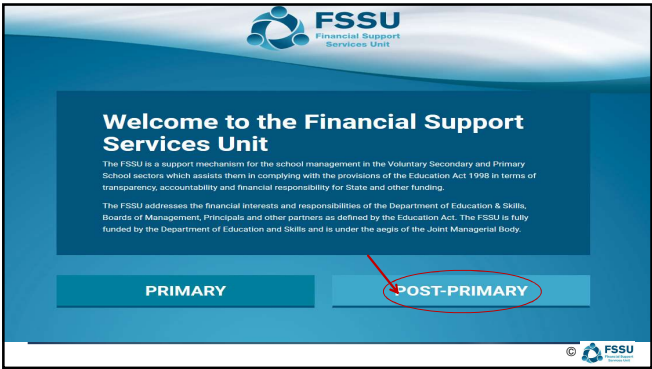 FSSU
Financial Support
Services Unit
Welcome to the Financial Support
Services Unit
The FSSU is a support mechanism for the school management in the Voluntary Secondary and Primary
School sectors which assists them in complying with the provisions of the Education Act 1998 in terms of
transparency, accountability and financial responsibility for State and other funding.
The FSSU addresses the financial interests and responsibilities of the Department of Education & Skills,
Boards of Management, Principals and other partners as defined by the Education Act. The FSSU is fully
funded by the Department of Education and Skills and is under the aegis of the Joint Managerial Body.
PRIMARY
POST-PRIMARY
© FSSU
Financial Support
Services Unit